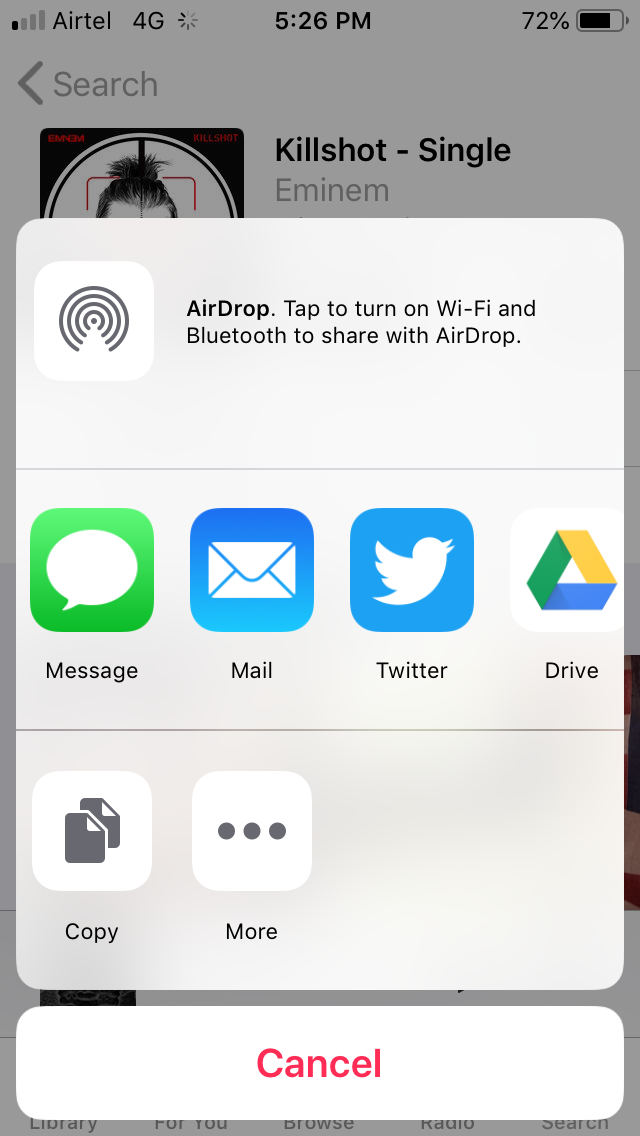 Airtel 4G 5:26 PM 72%
Search
EMINEM KILLSHOT
Killshot - Single
Eminem
AirDrop. Tap to turn on Wi-Fi and
Bluetooth to share with AirDrop.
Message Mail Twitter Drive
Copy More
Cancel
Library For You Browse Radio Search